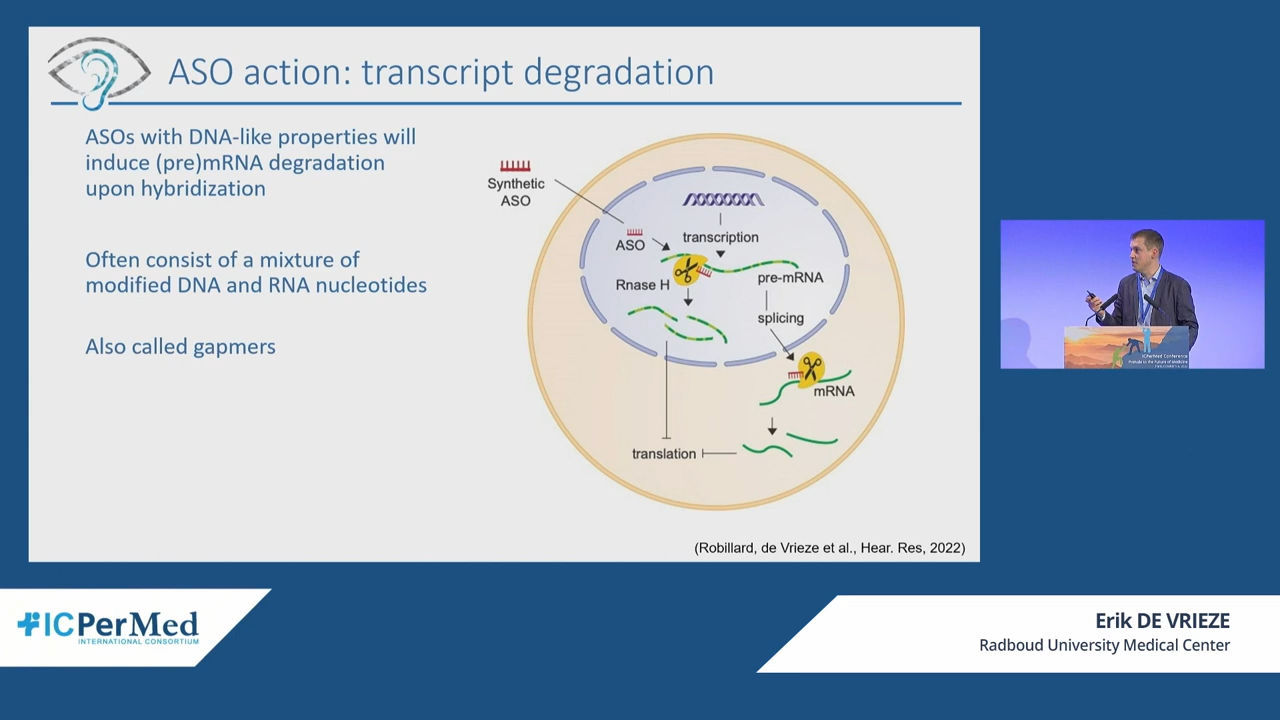 ASO action: transcript degradation
ASOs with DNA-like properties will
induce (pre)mRNA degradation
upon hybridization
Often consist of a mixture of
modified DNA and RNA nucleotides
Also called gapmers
Synthetic
ASO
ASO
transcription
Rnase H
pre-mRNA
splicing
mRNA
translation
(Robillard, de Vrieze et al., Hear. Res, 2022)
ICPerMed Conference
ICPerMed
INTERNATIONAL CONSORTIUM
Erik DE VRIEZE
Radboud University Medical Center